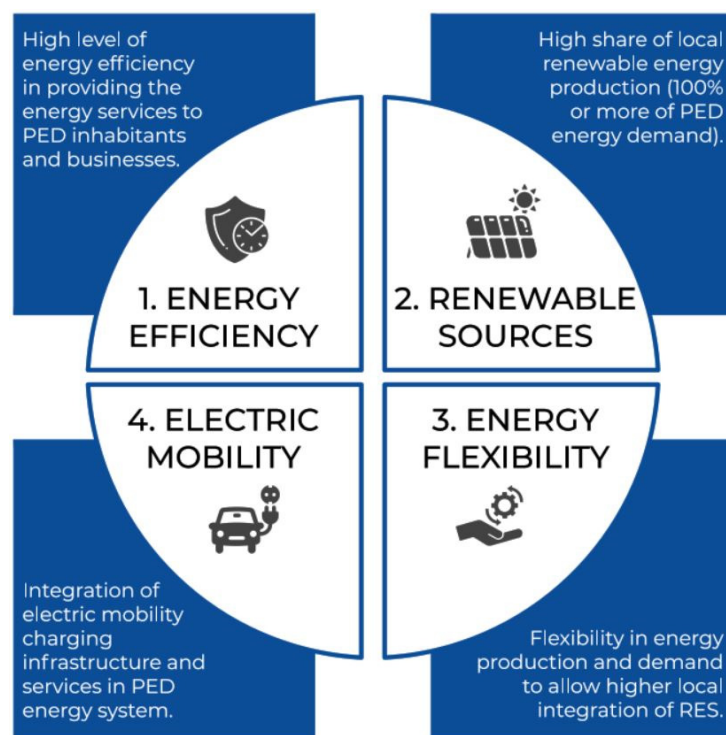 High level of
energy efficiency
in providing the
energy services to
PED inhabitants
and businesses.
High share of local
renewable energy
production (100%
or more of PED
energy demand).
1. ENERGY
EFFICIENCY
2. RENEWABLE
SOURCES
4. ELECTRIC
MOBILITY
3. ENERGY
FLEXIBILITY
Integration of
electric mobility
charging
infrastructure and
services in PED
energy system.
Flexibility in energy
production and demand
to allow higher local
integration of RES.